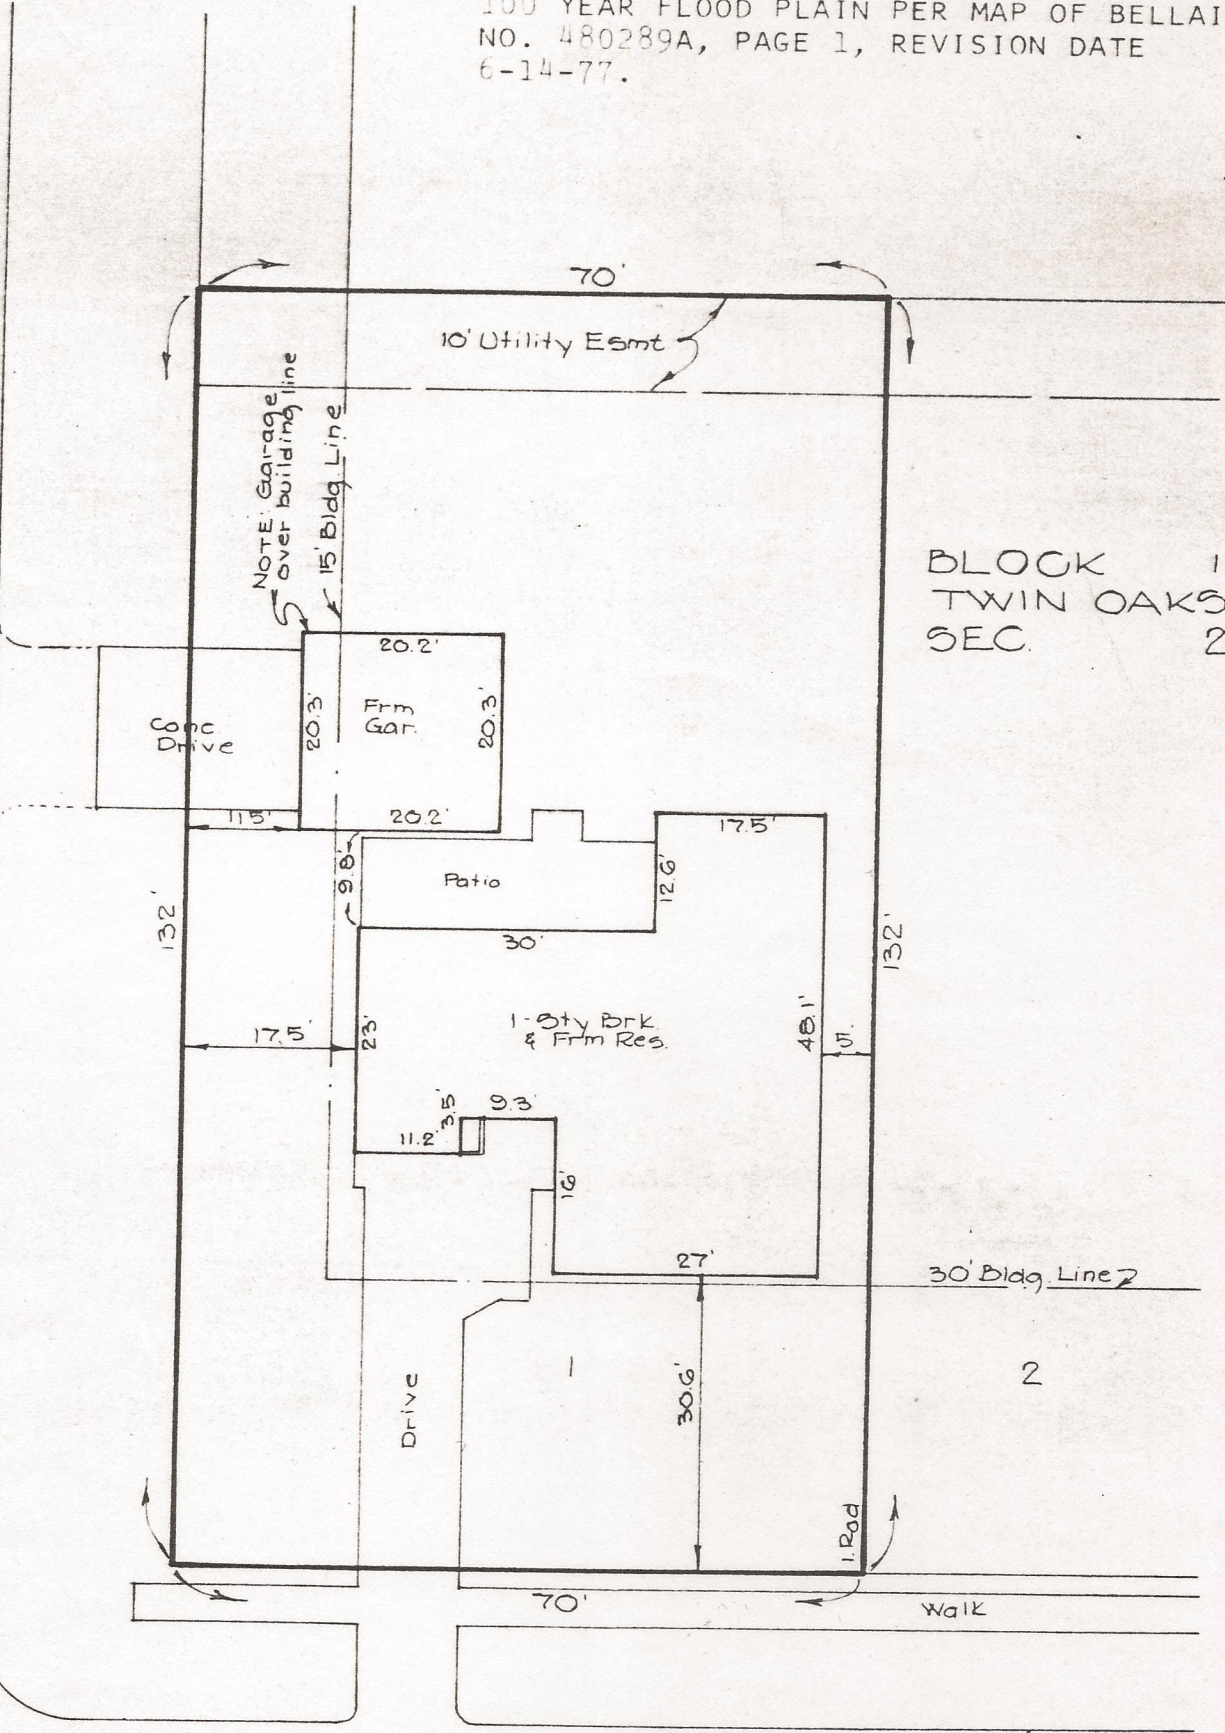 100 YEAR FLOOD PLAIN PER MAP OF BELLAI
NO. 480289A, PAGE 1, REVISION DATE
6-14-77.
70'
10' Utility Esmt
NOTE: Garage
over building line
15' Bldg. Line
BLOCK 1
TWIN OAKS
SEC. 2
20.2'
20.3'
Frm
Gar.
20.3'
Conc
Drive
11.5'
20.2'
17.5'
9.8'
Patio
12.6'
132'
30'
132'
1-Sty Brk.
& Frm Res.
17.5'
23'
48.1'
5.
3.5'
9.3'
11.2'
16'
27'
30' Bldg. Line
1
2
30.6'
Drive
I. Rod
70'
Walk